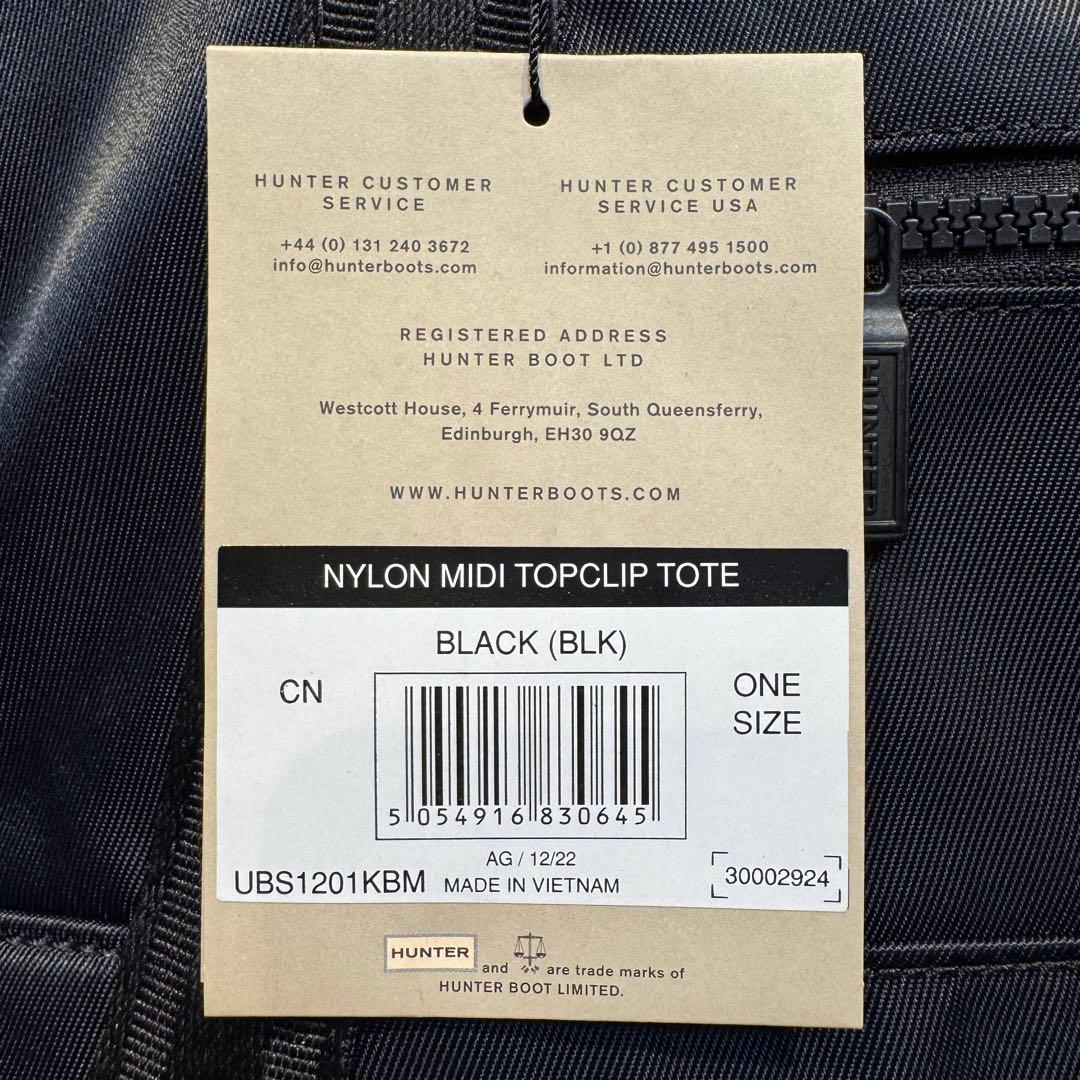 HUNTER CUSTOMER
SERVICE
+44 (0) 131 240 3672
info@hunterboots.com
HUNTER CUSTOMER
SERVICE USA
+1 (0) 877 495 1500
information@hunterboots.com
REGISTERED ADDRESS
HUNTER BOOT LTD
Westcott House, 4 Ferrymuir, South Queensferry,
Edinburgh, EH30 9QZ
WWW.HUNTERBOOTS.COM
NYLON MIDI TOPCLIP TOTE
BLACK (BLK)
CN
ONE
SIZE
5 054916 830645
AG / 12/22
UBS1201KBM MADE IN VIETNAM
30002924
HUNTER and are trade marks of
HUNTER BOOT LIMITED.
HUNTER